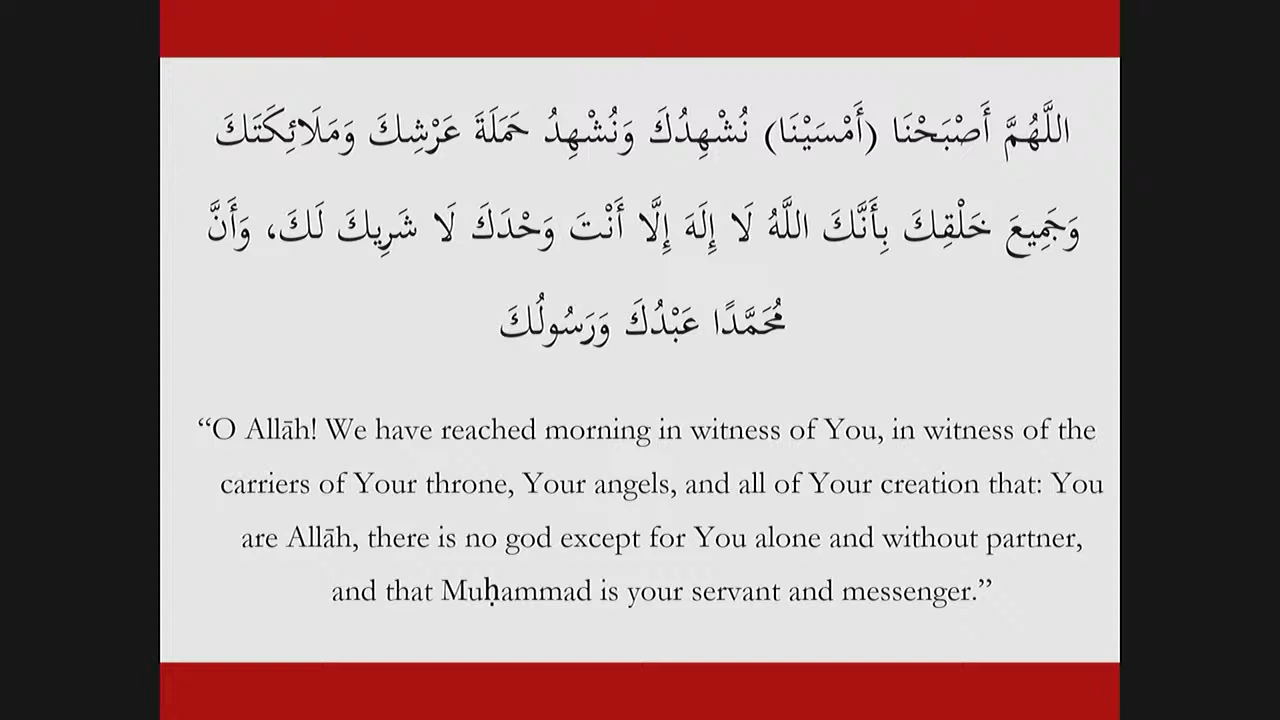 اللَّهُمَّ أَصْبَحْنَا (أَمْسَيْنَا) نُشْهِدُكَ وَنُشْهِدُ حَمَلَةَ عَرْشِكَ وَمَلَائِكَتَكَ
وَجَمِيعَ خَلْقِكَ بِأَنَّكَ اللَّهُ لَا إِلَهَ إِلَّا أَنْتَ وَحْدَكَ لَا شَرِيكَ لَكَ، وَأَنَّ
مُحَمَّدًا عَبْدُكَ وَرَسُولُكَ
“O Allāh! We have reached morning in witness of You, in witness of the
carriers of Your throne, Your angels, and all of Your creation that: You
are Allāh, there is no god except for You alone and without partner,
and that Muḥammad is your servant and messenger.”